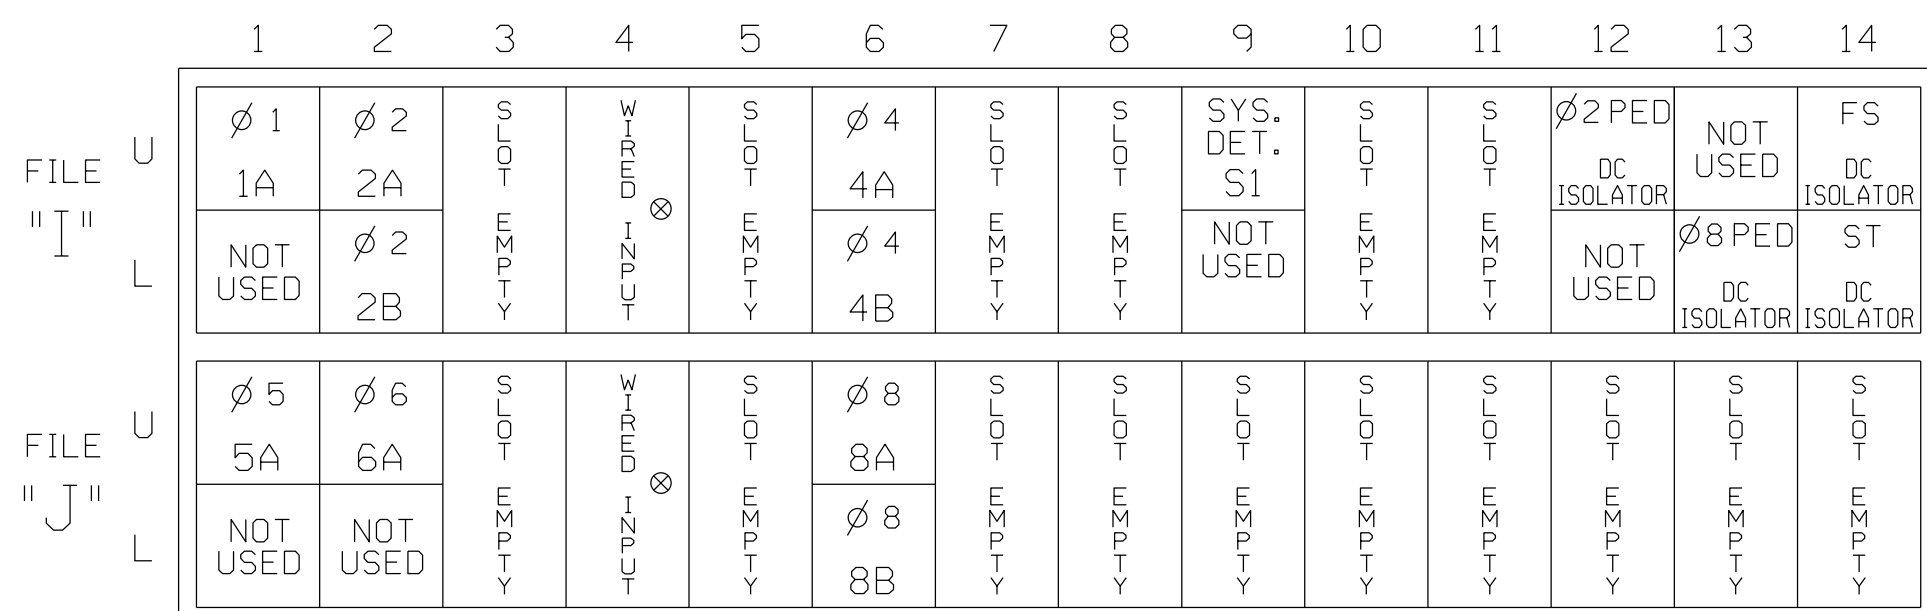 1 2 3 4 5 6 7 8 9 10 11 12 13 14
FILE "I"
U
L
Ø 1
1A
NOT
USED
Ø 2
2A
Ø 2
2B
SLOT EMPTY
WIRED INPUT
SLOT EMPTY
Ø 4
4A
Ø 4
4B
SLOT EMPTY
SLOT EMPTY
SYS.
DET.
S1
NOT
USED
SLOT EMPTY
SLOT EMPTY
Ø2 PED
DC
ISOLATOR
NOT
USED
NOT
USED
Ø8 PED
DC
ISOLATOR
FS
DC
ISOLATOR
ST
DC
ISOLATOR
FILE "J"
U
L
Ø 5
5A
NOT
USED
Ø 6
6A
NOT
USED
SLOT EMPTY
WIRED INPUT
SLOT EMPTY
Ø 8
8A
Ø 8
8B
SLOT EMPTY
SLOT EMPTY
SLOT EMPTY
SLOT EMPTY
SLOT EMPTY
SLOT EMPTY
SLOT EMPTY
SLOT EMPTY